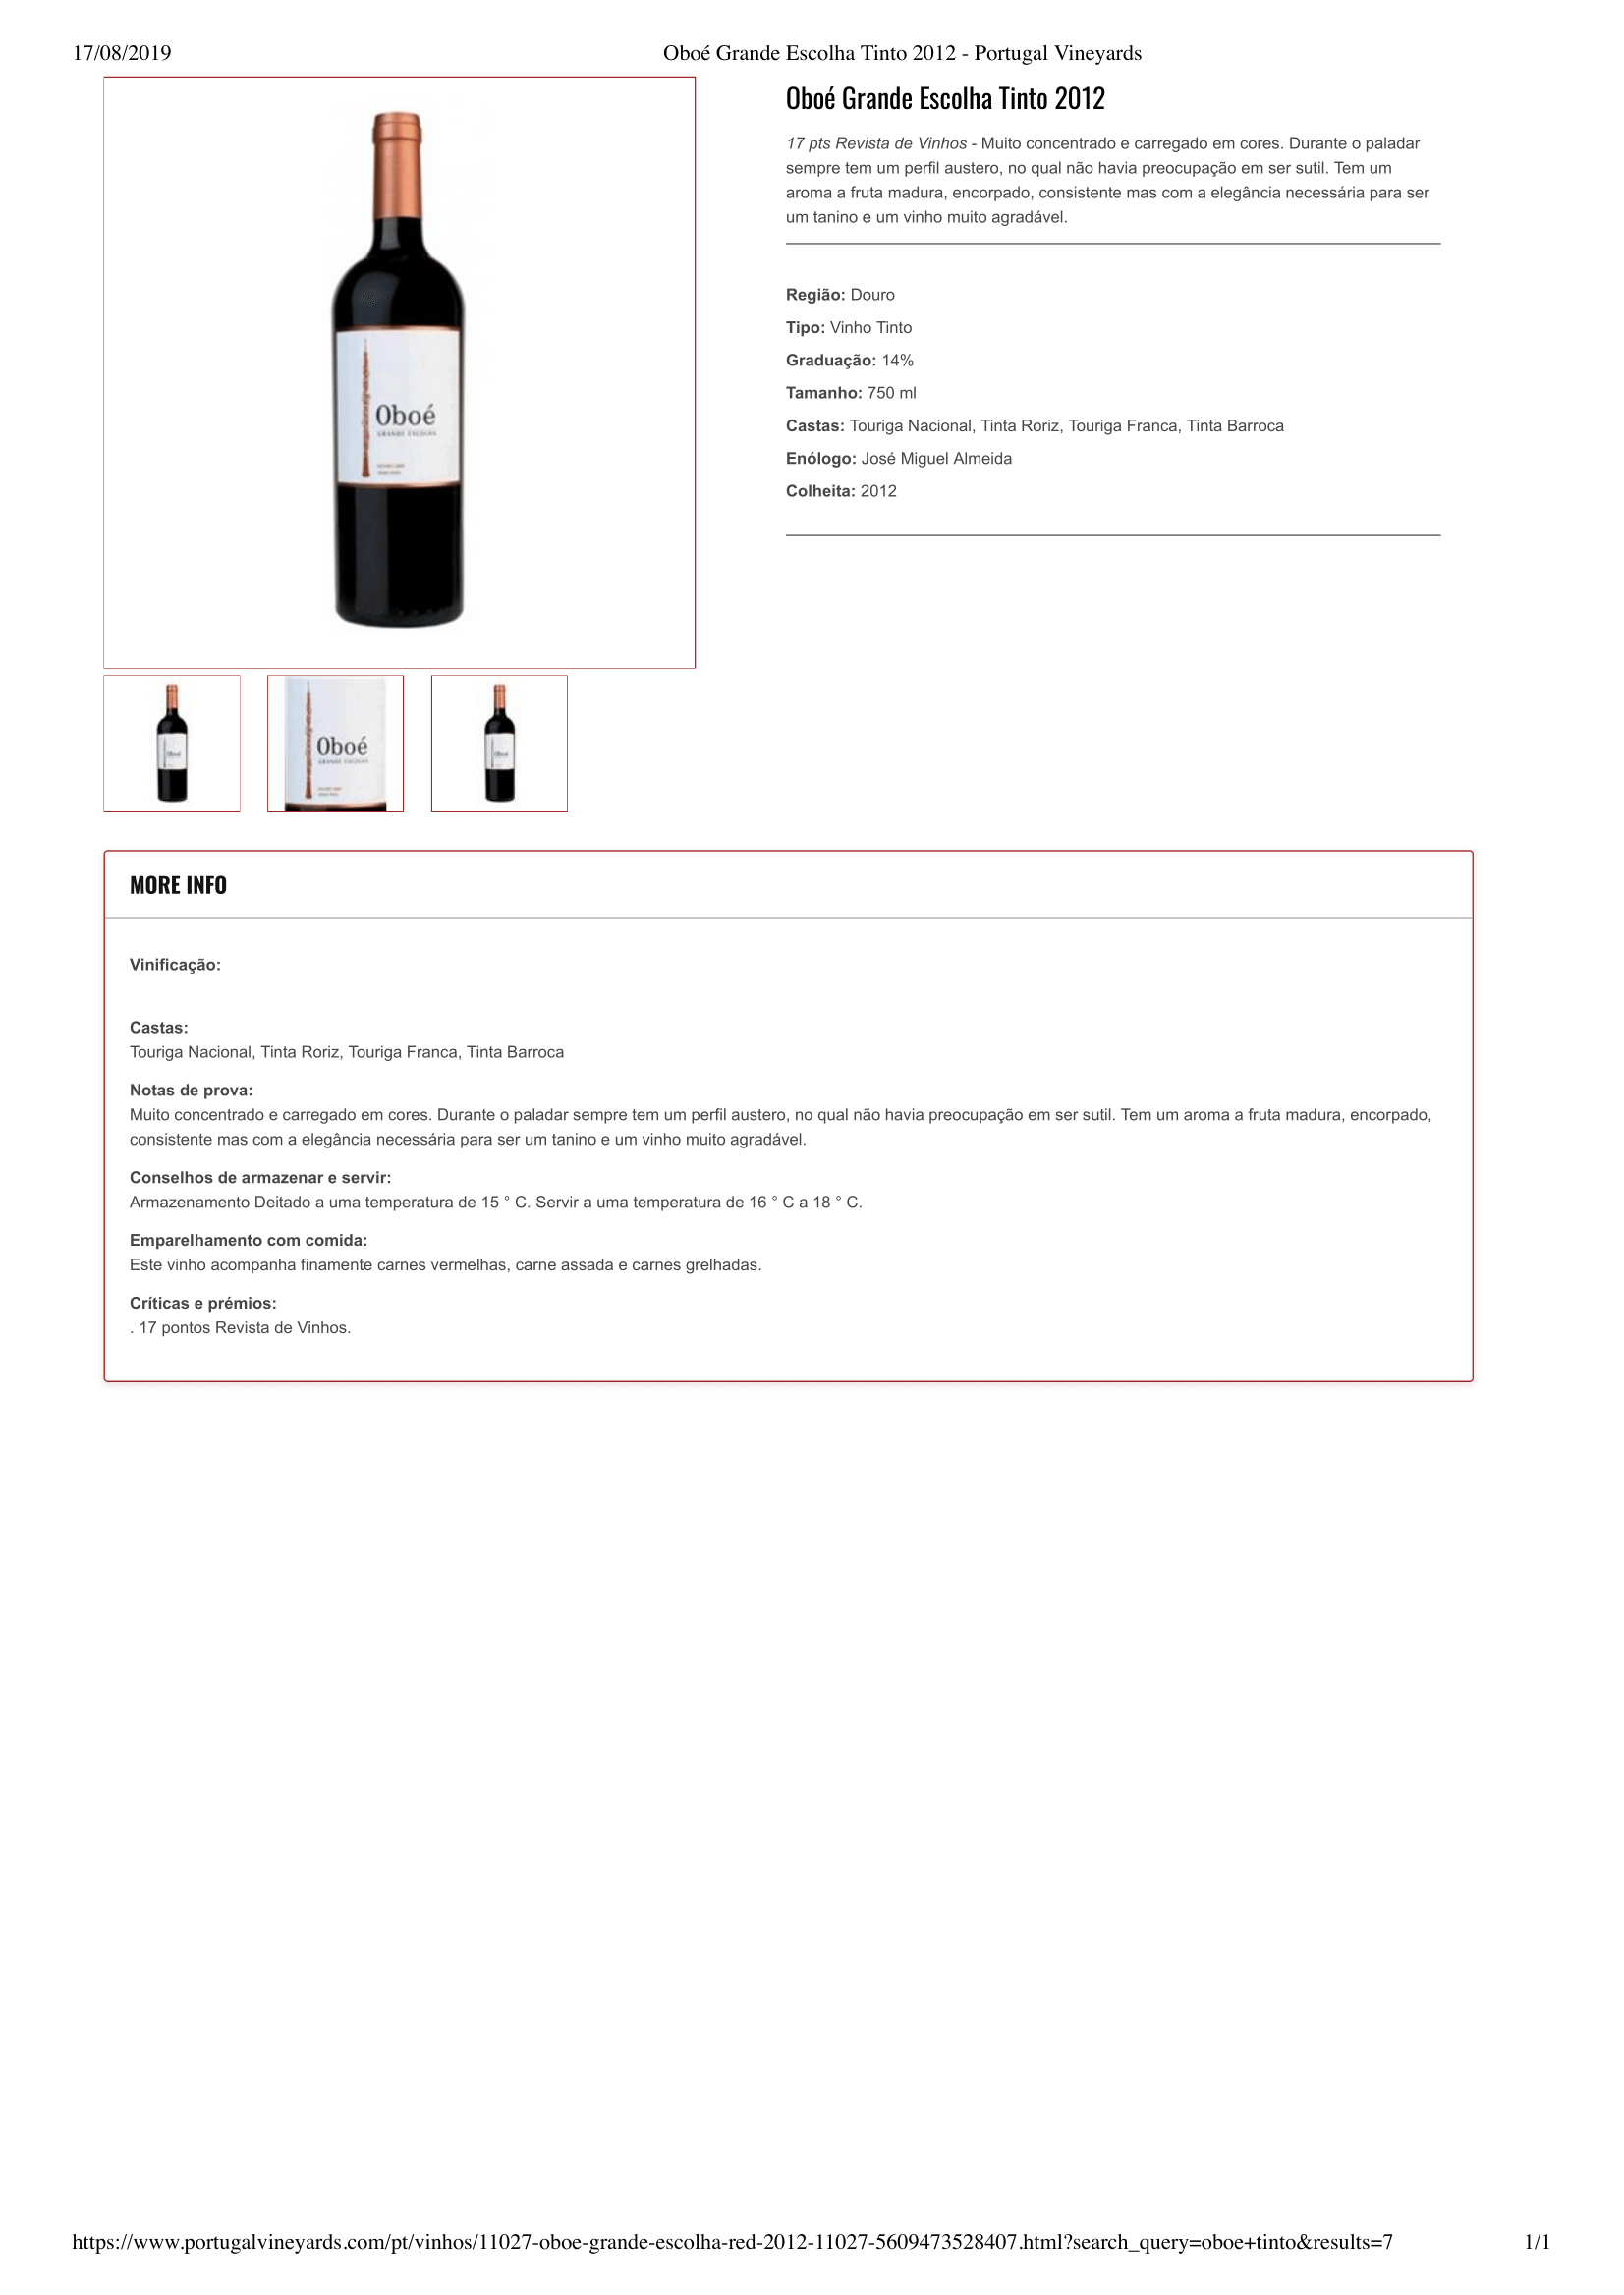 17/08/2019
Oboé Grande Escolha Tinto 2012 - Portugal Vineyards
Oboé
GRANDE ESCOLHA
Oboé Grande Escolha Tinto 2012
17 pts Revista de Vinhos - Muito concentrado e carregado em cores. Durante o paladar
sempre tem um perfil austero, no qual não havia preocupação em ser sutil. Tem um
aroma a fruta madura, encorpado, consistente mas com a elegância necessária para ser
um tanino e um vinho muito agradável.
Região: Douro
Tipo: Vinho Tinto
Graduação: 14%
Tamanho: 750 ml
Castas: Touriga Nacional, Tinta Roriz, Touriga Franca, Tinta Barroca
Enólogo: José Miguel Almeida
Colheita: 2012
Oboé
GRANDE ESCOLHA
MORE INFO
Vinificação:
Castas:
Touriga Nacional, Tinta Roriz, Touriga Franca, Tinta Barroca
Notas de prova:
Muito concentrado e carregado em cores. Durante o paladar sempre tem um perfil austero, no qual não havia preocupação em ser sutil. Tem um aroma a fruta madura, encorpado,
consistente mas com a elegância necessária para ser um tanino e um vinho muito agradável.
Conselhos de armazenar e servir:
Armazenamento Deitado a uma temperatura de 15 ° C. Servir a uma temperatura de 16 ° C a 18 ° C.
Emparelhamento com comida:
Este vinho acompanha finamente carnes vermelhas, carne assada e carnes grelhadas.
Críticas e prémios:
. 17 pontos Revista de Vinhos.
https://www.portugalvineyards.com/pt/vinhos/11027-oboe-grande-escolha-red-2012-11027-5609473528407.html?search_query=oboe+tinto&results=7
1/1